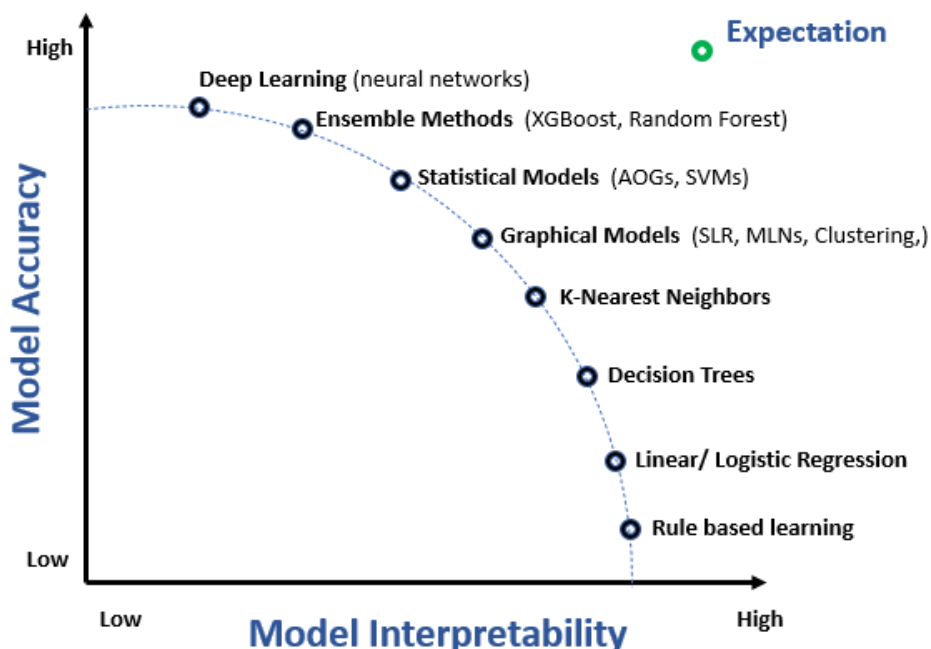 High
Expectation
Deep Learning (neural networks)
Ensemble Methods (XGBoost, Random Forest)
Statistical Models (AOGs, SVMs)
Graphical Models (SLR, MLNs, Clustering,)
K-Nearest Neighbors
Decision Trees
Linear/ Logistic Regression
Rule based learning
Model Accuracy
Low
Low
High
Model Interpretability